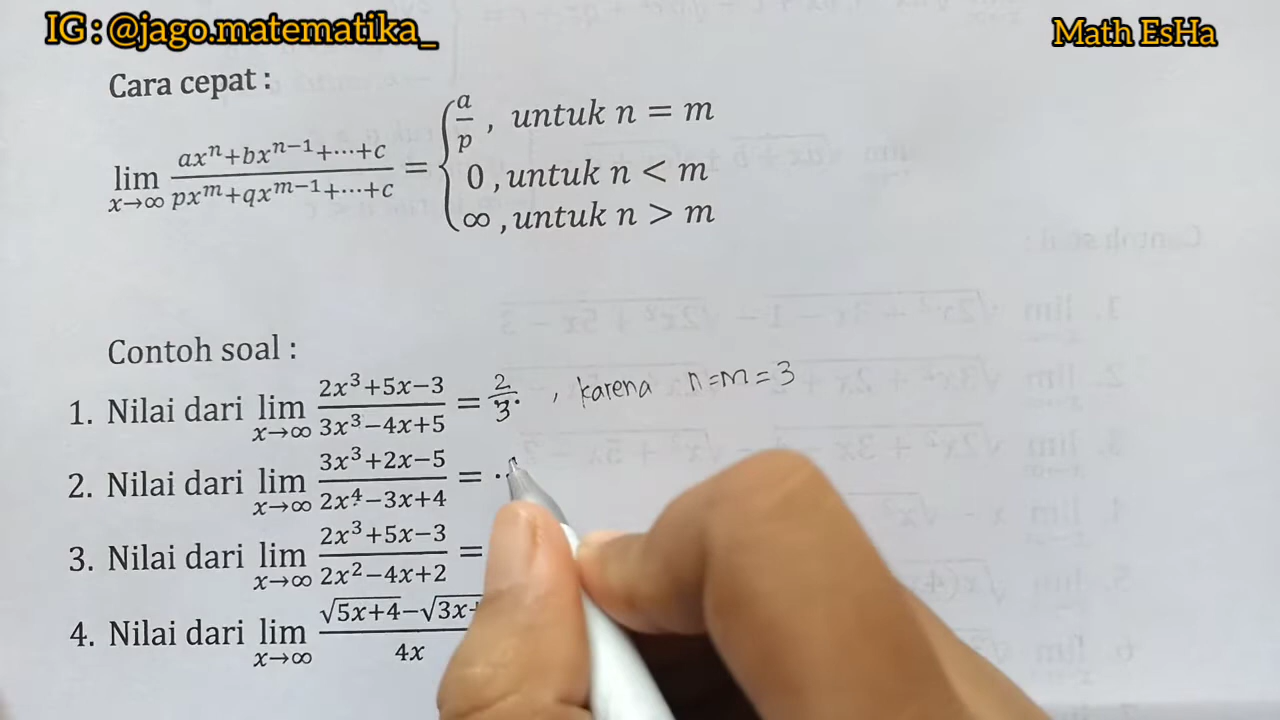 IG : @jago.matematika_
Math EsHa
Cara cepat :
lim x→∞ (axⁿ+bxⁿ⁻¹+⋯+c)/(pxᵐ+qxᵐ⁻¹+⋯+c) = { a/p , untuk n = m
0 , untuk n < m
∞ , untuk n > m
Contoh soal :
1. Nilai dari lim x→∞ (2x³+5x−3)/(3x³−4x+5) = 2/3 , karena n=m=3
2. Nilai dari lim x→∞ (3x³+2x−5)/(2x⁴−3x+4) =
3. Nilai dari lim x→∞ (2x³+5x−3)/(2x²−4x+2) =
4. Nilai dari lim x→∞ (√5x+4−√3x+)/4x